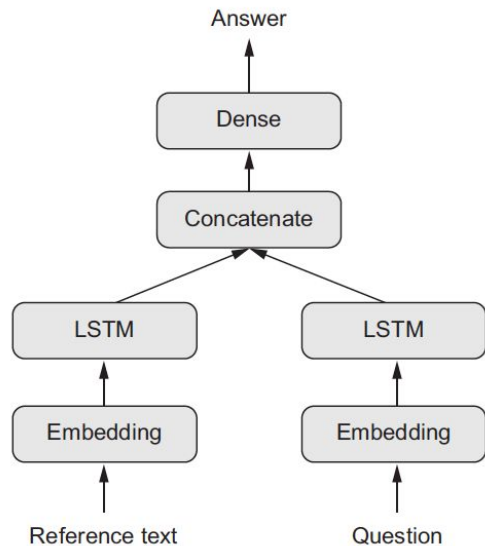 Answer
Dense
Concatenate
LSTM LSTM
Embedding Embedding
Reference text Question